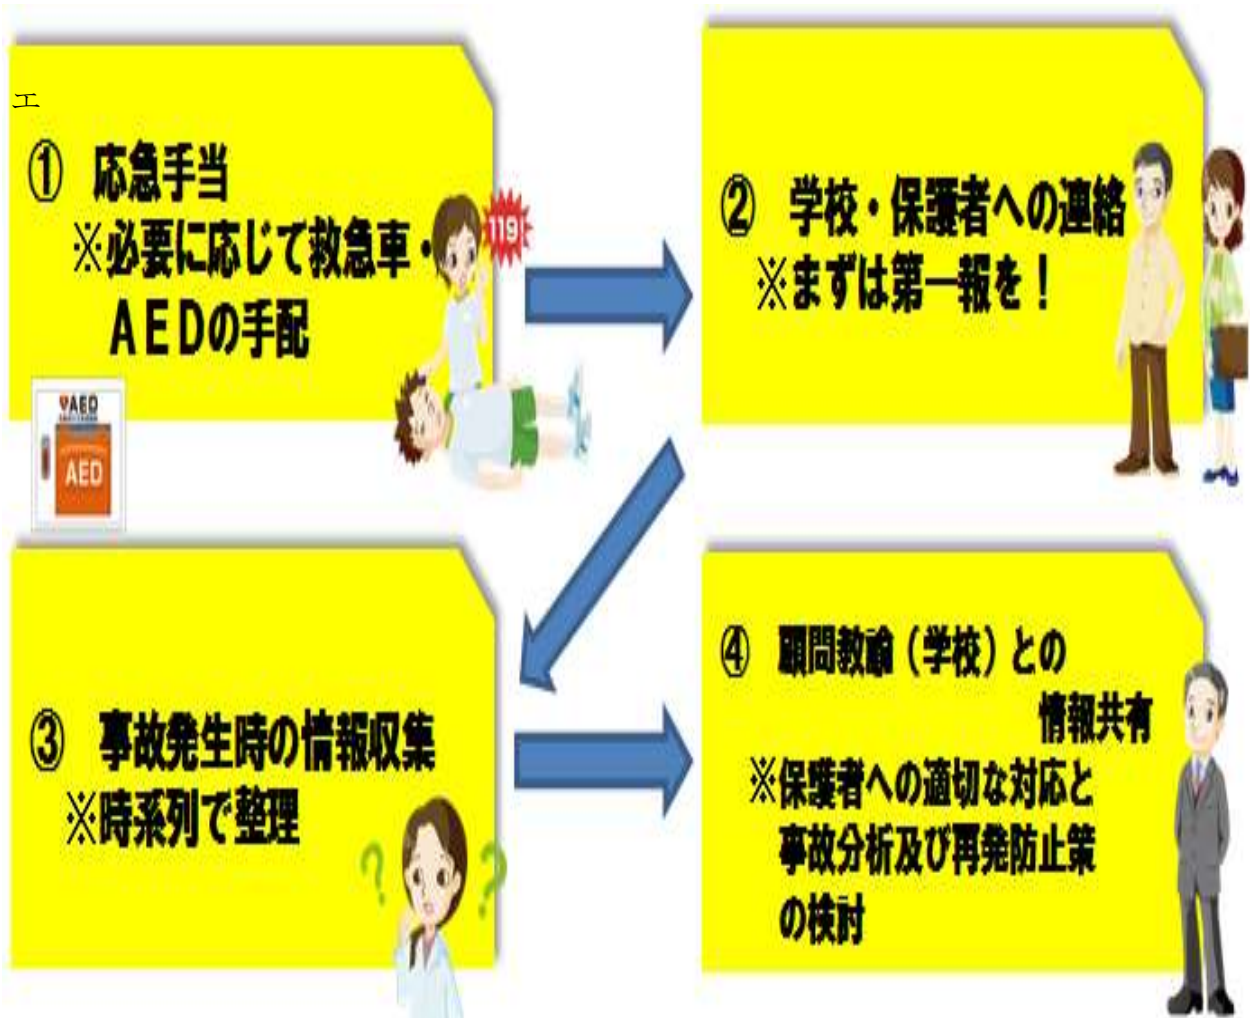 エ
① 応急手当
※必要に応じて救急車・
AEDの手配
119
AED
AED
② 学校・保護者への連絡
※まずは第一報を！
③ 事故発生時の情報収集
※時系列で整理
？ ？
④ 顧問教諭（学校）との
情報共有
※保護者への適切な対応と
事故分析及び再発防止策
の検討